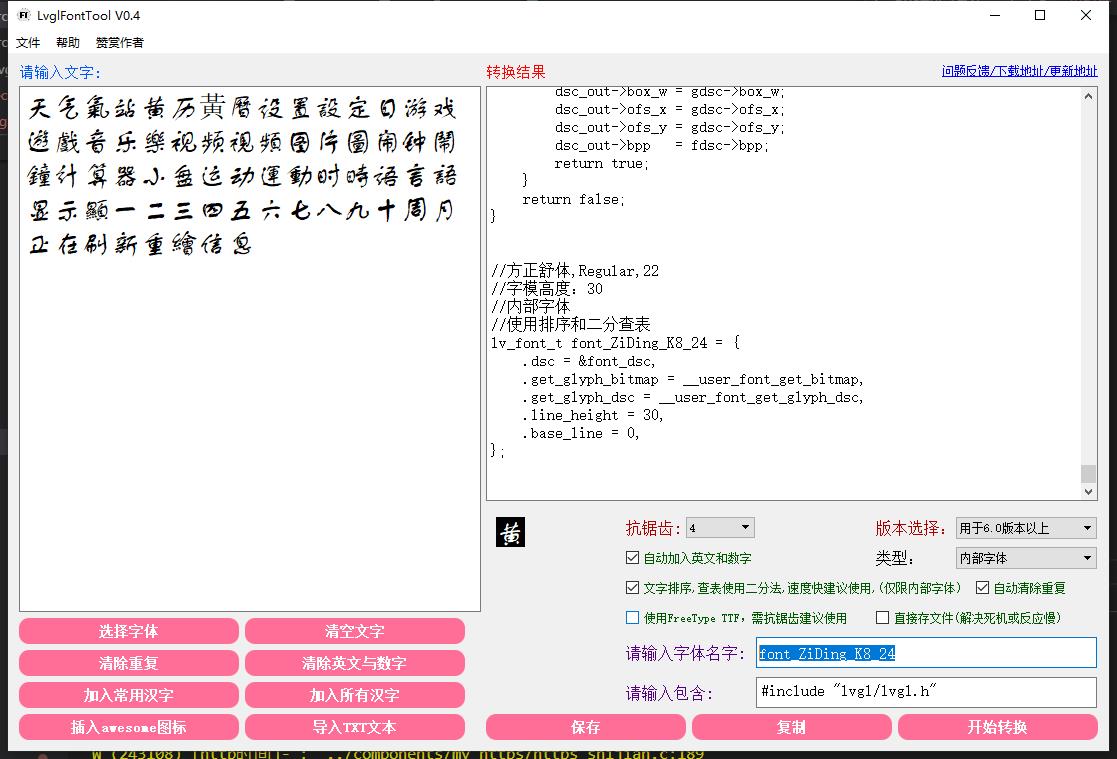 LvglFontTool V0.4
文件 帮助 赞赏作者
请输入文字:
转换结果
问题反馈/下载地址/更新地址
天气氣站黄历黃曆设置設定日游戏
遊戲音乐樂视频視頻图片圖闹钟鬧
鐘计算器小盘运动運動时時语言語
显示顯一二三四五六七八九十周月
正在刷新重繪信息
dsc_out->box_w = gdsc->box_w;
dsc_out->ofs_x = gdsc->ofs_x;
dsc_out->ofs_y = gdsc->ofs_y;
dsc_out->bpp   = fdsc->bpp;
return true;
}
return false;
}
//方正舒体,Regular,22
//字模高度：30
//内部字体
//使用排序和二分查表
lv_font_t font_ZiDing_K8_24 = {
.dsc = &font_dsc,
.get_glyph_bitmap = __user_font_get_bitmap,
.get_glyph_dsc = __user_font_get_glyph_dsc,
.line_height = 30,
.base_line = 0,
};
黄
抗锯齿: 4
版本选择: 用于6.0版本以上
自动加入英文和数字
类型: 内部字体
文字排序,查表使用二分法,速度快建议使用,(仅限内部字体)
自动清除重复
使用FreeType TTF，需抗锯齿建议使用
直接存文件(解决死机或反应慢)
请输入字体名字: font_ZiDing_K8_24
请输入包含: #include "lvgl/lvgl.h"
选择字体 清空文字
清除重复 清除英文与数字
加入常用汉字 加入所有汉字
插入awesome图标 导入TXT文本
保存 复制 开始转换
W (243108) [http时间]- : ../components/my_https/https_shijian.c:189